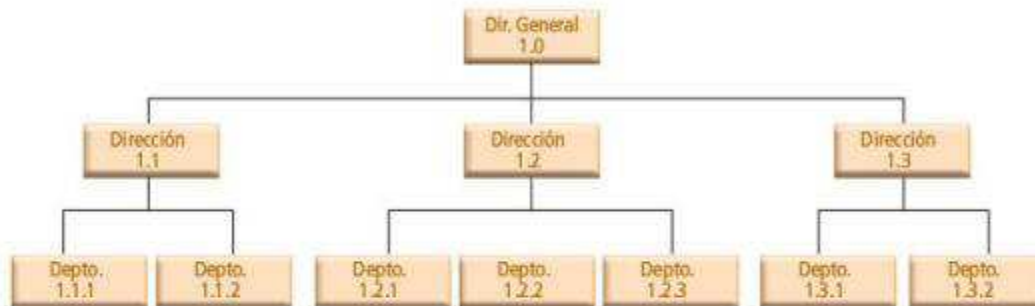 Dir. General
1.0
Dirección
1.1
Dirección
1.2
Dirección
1.3
Depto.
1.1.1
Depto.
1.1.2
Depto.
1.2.1
Depto.
1.2.2
Depto.
1.2.3
Depto.
1.3.1
Depto.
1.3.2